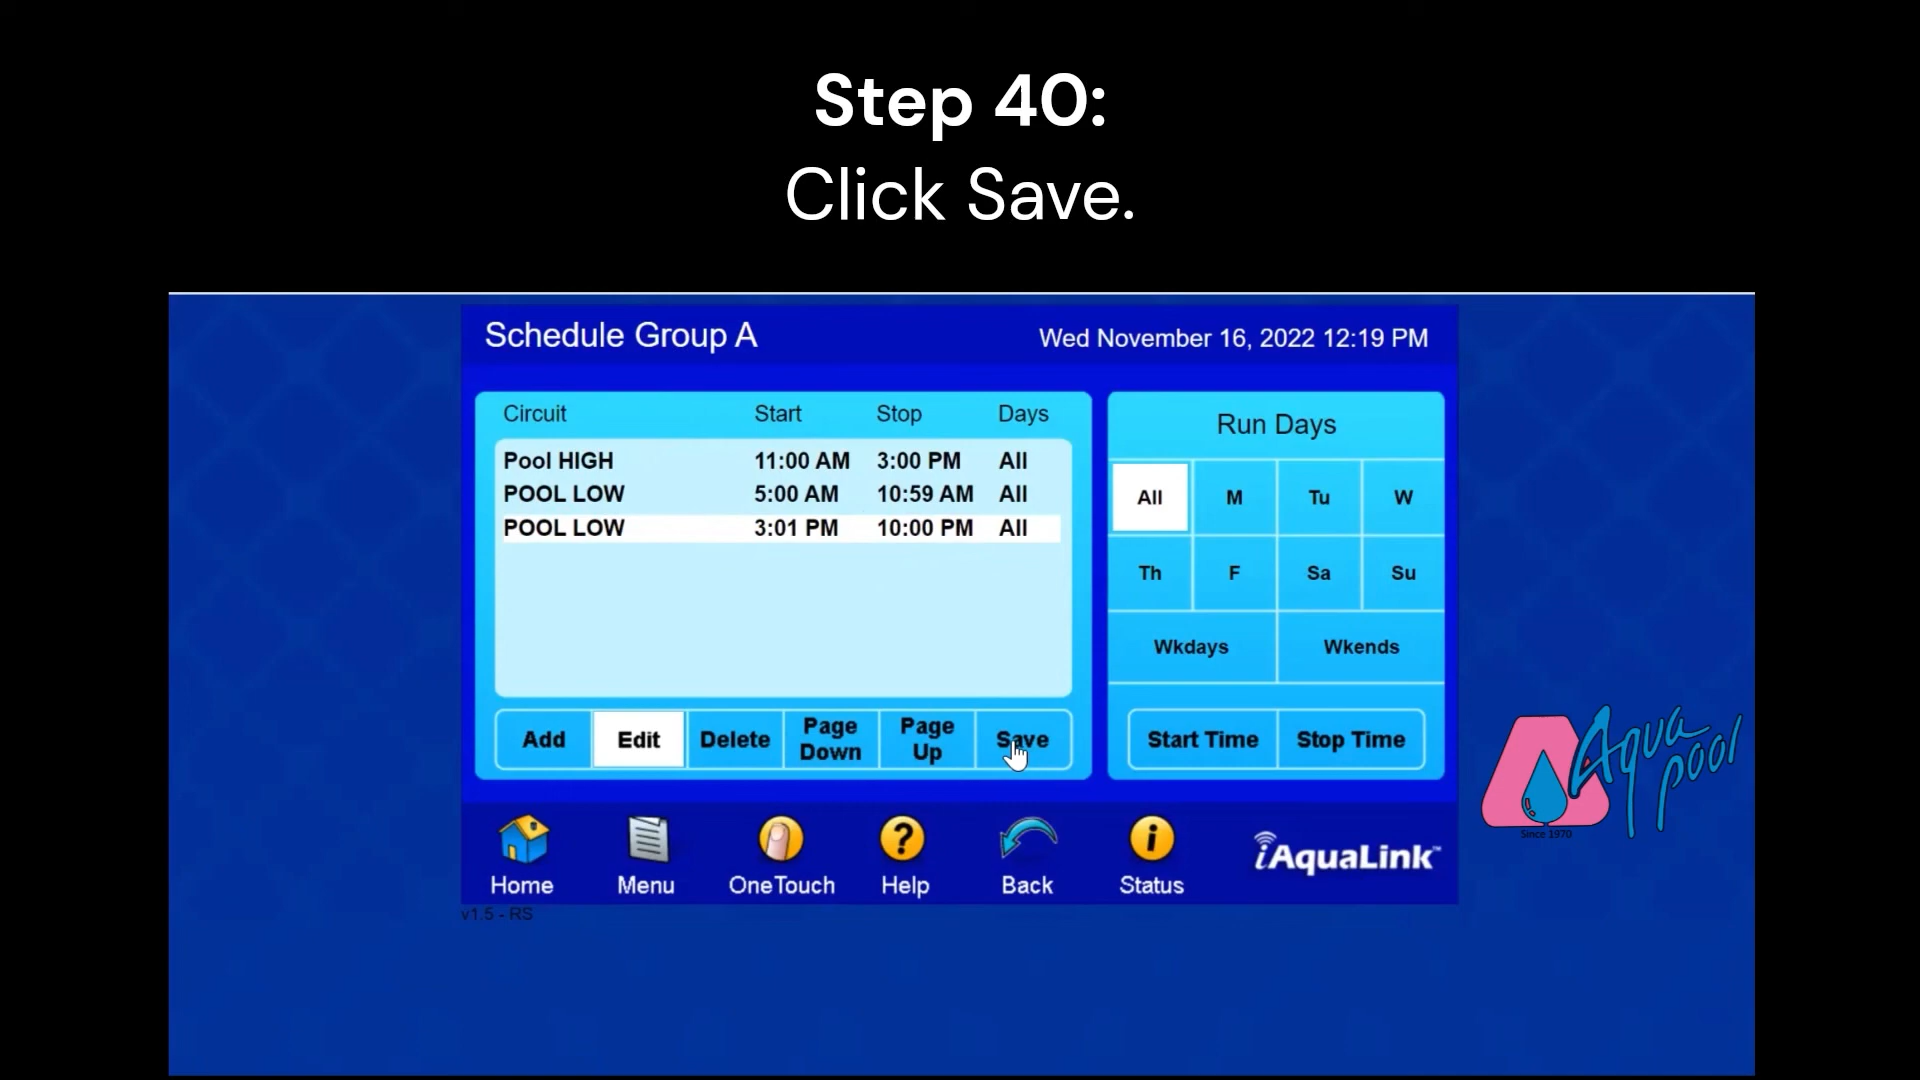 Step 40:
Click Save.
Schedule Group A
Wed November 16, 2022 12:19 PM
Circuit Start Stop Days
Pool HIGH 11:00 AM 3:00 PM All
POOL LOW 5:00 AM 10:59 AM All
POOL LOW 3:01 PM 10:00 PM All
Add Edit Delete Page Down Page Up Save
Run Days
All M Tu W
Th F Sa Su
Wkdays Wkends
Start Time Stop Time
Home Menu OneTouch Help Back Status
iAquaLink™
v1.5 - RS
Aqua
pool
Since 1970